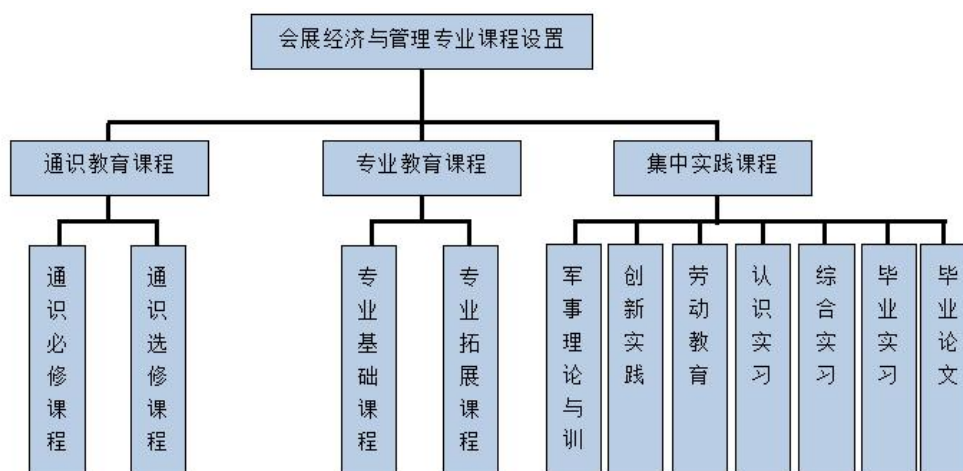 会展经济与管理专业课程设置
通识教育课程
专业教育课程
集中实践课程
通识必修课程
通识选修课程
专业基础课程
专业拓展课程
军事理论与训
创新实践
劳动教育
认识实习
综合实习
毕业实习
毕业论文